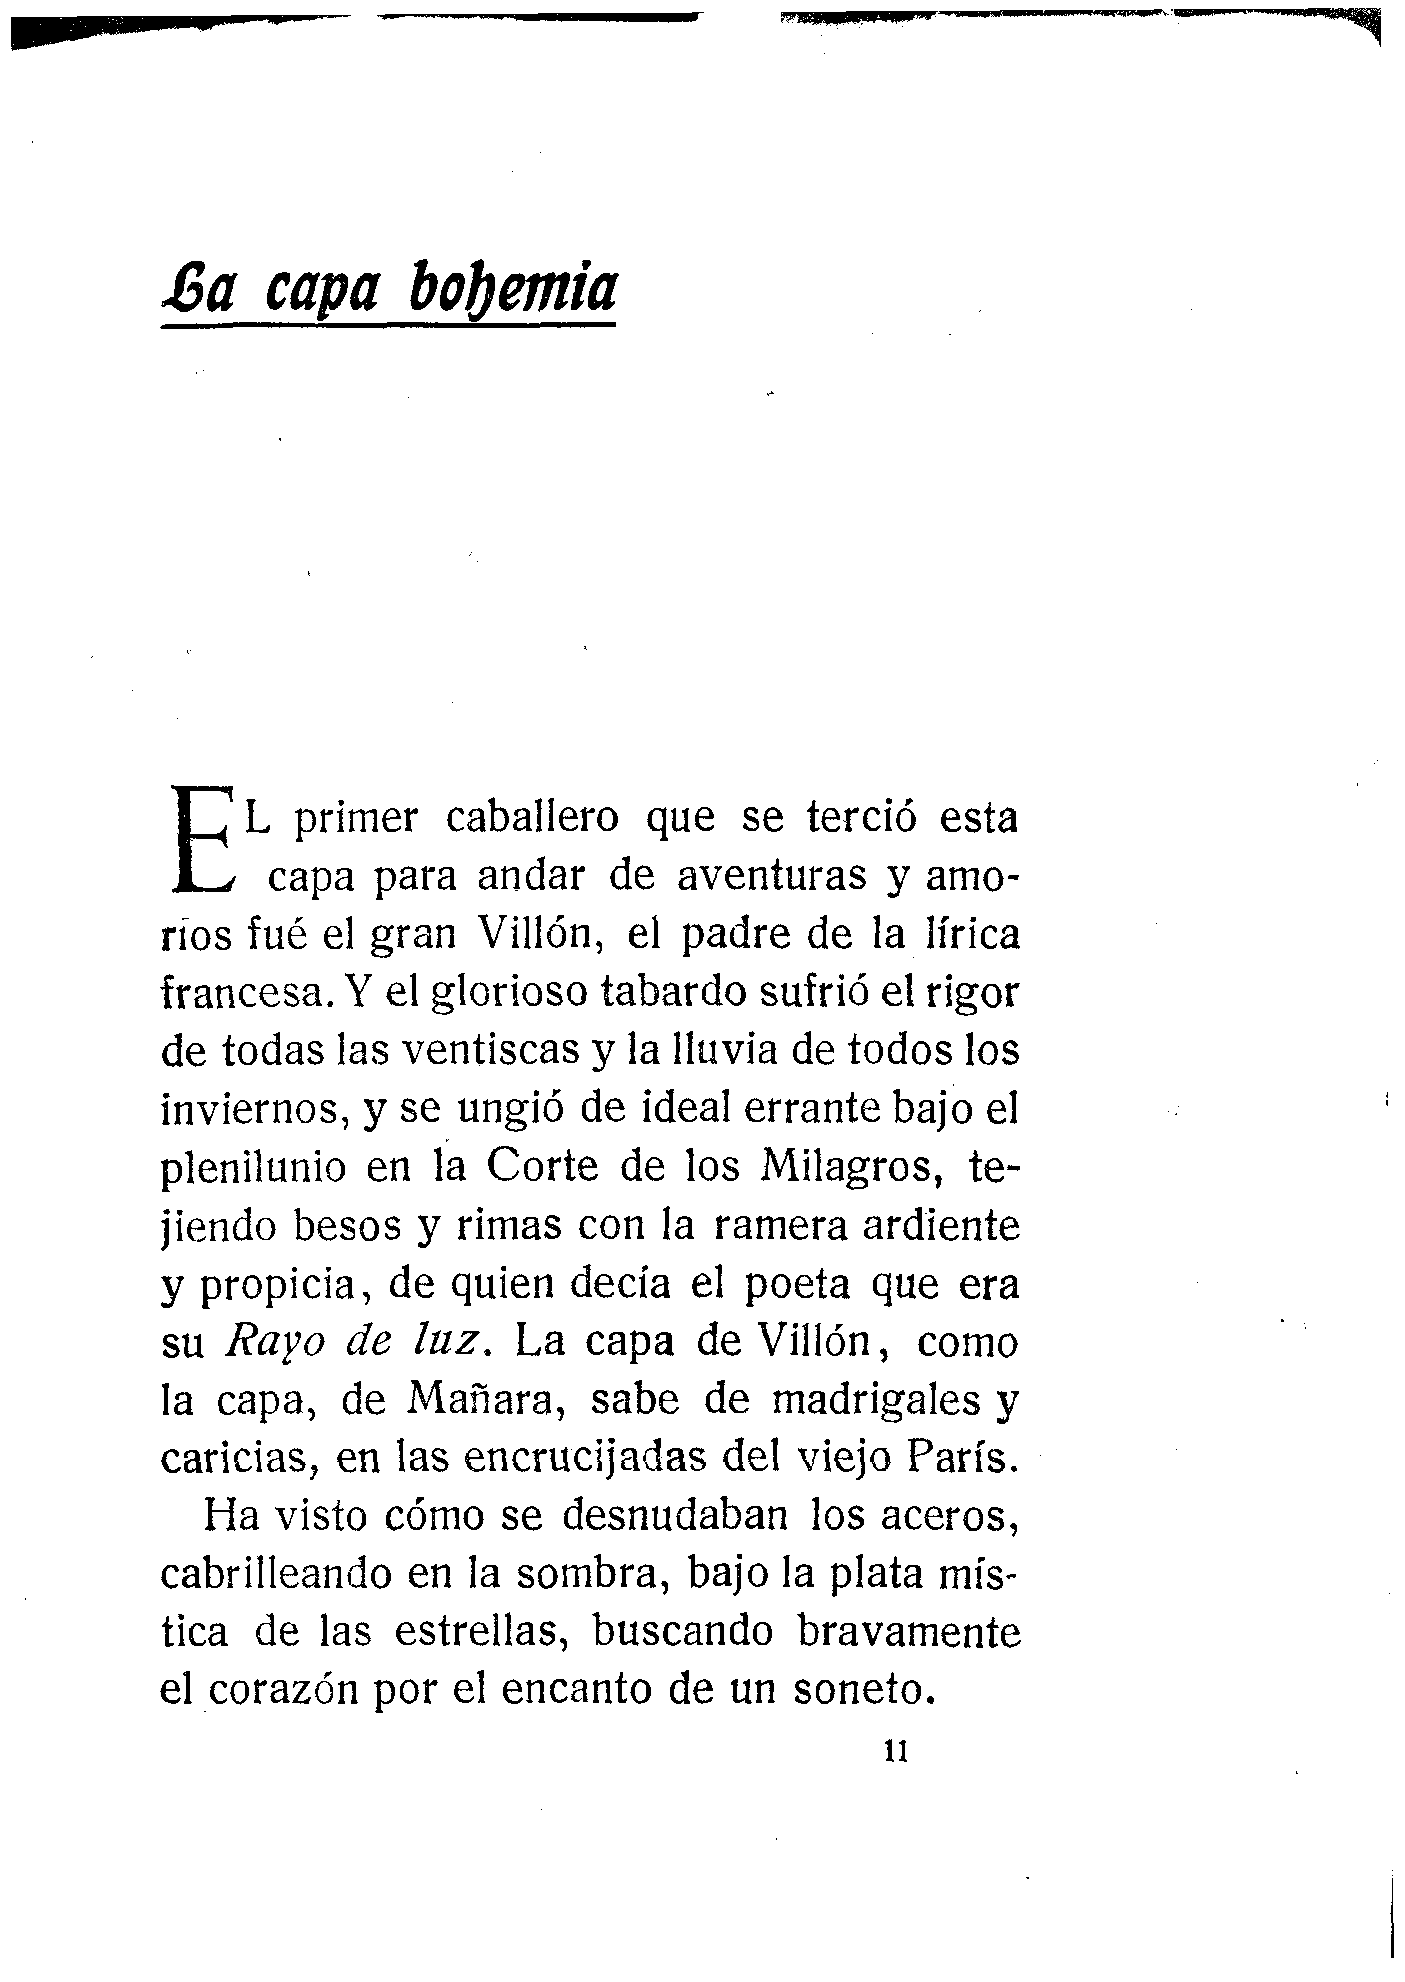 La capa bohemia
EL primer caballero que se terció esta
capa para andar de aventuras y amo-
ríos fué el gran Villón, el padre de la lírica
francesa. Y el glorioso tabardo sufrió el rigor
de todas las ventiscas y la lluvia de todos los
inviernos, y se ungió de ideal errante bajo el
plenilunio en la Corte de los Milagros, te-
jiendo besos y rimas con la ramera ardiente
y propicia, de quien decía el poeta que era
su Rayo de luz. La capa de Villón, como
la capa, de Mañara, sabe de madrigales y
caricias, en las encrucijadas del viejo París.
Ha visto cómo se desnudaban los aceros,
cabrilleando en la sombra, bajo la plata mís-
tica de las estrellas, buscando bravamente
el corazón por el encanto de un soneto.
11